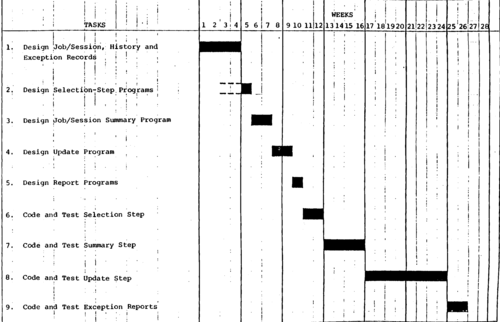 WEEKS
TASKS
1 2 3 4 5 6 7 8 9 10 11 12 13 14 15 16 17 18 19 20 21 22 23 24 25 26 27 28
1. Design Job/Session, History and
Exception Records
2. Design Selection-Step Programs
3. Design Job/Session Summary Program
4. Design Update Program
5. Design Report Programs
6. Code and Test Selection Step
7. Code and Test Summary Step
8. Code and Test Update Step
9. Code and Test Exception Reports